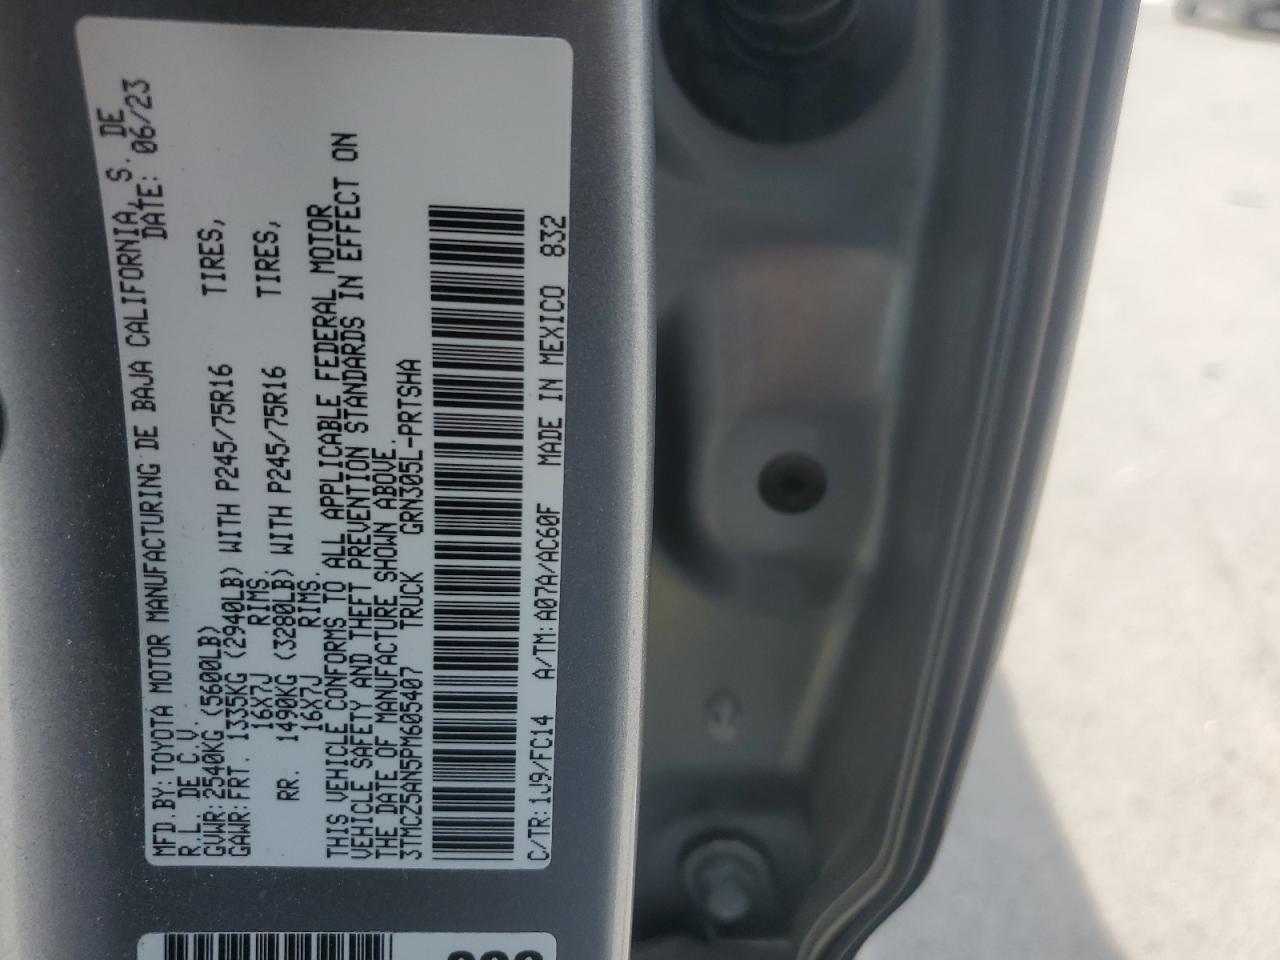 MFD.BY:TOYOTA MOTOR MANUFACTURING DE BAJA CALIFORNIA, S. DE
R.L. DE C.V. DATE: 06/23
GVWR:2540KG (5600LB)
GAWR:FRT. 1335KG (2940LB) WITH P245/75R16 TIRES,
16X7J RIMS,
RR. 1490KG (3280LB) WITH P245/75R16 TIRES,
16X7J RIMS.
THIS VEHICLE CONFORMS TO ALL APPLICABLE FEDERAL MOTOR
VEHICLE SAFETY AND THEFT PREVENTION STANDARDS IN EFFECT ON
THE DATE OF MANUFACTURE SHOWN ABOVE.
3TMCZ5AN5PM605407 TRUCK GRN305L-PRTSHA
C/TR:1J9/FC14 A/TM:A07A/AC60F MADE IN MEXICO 832